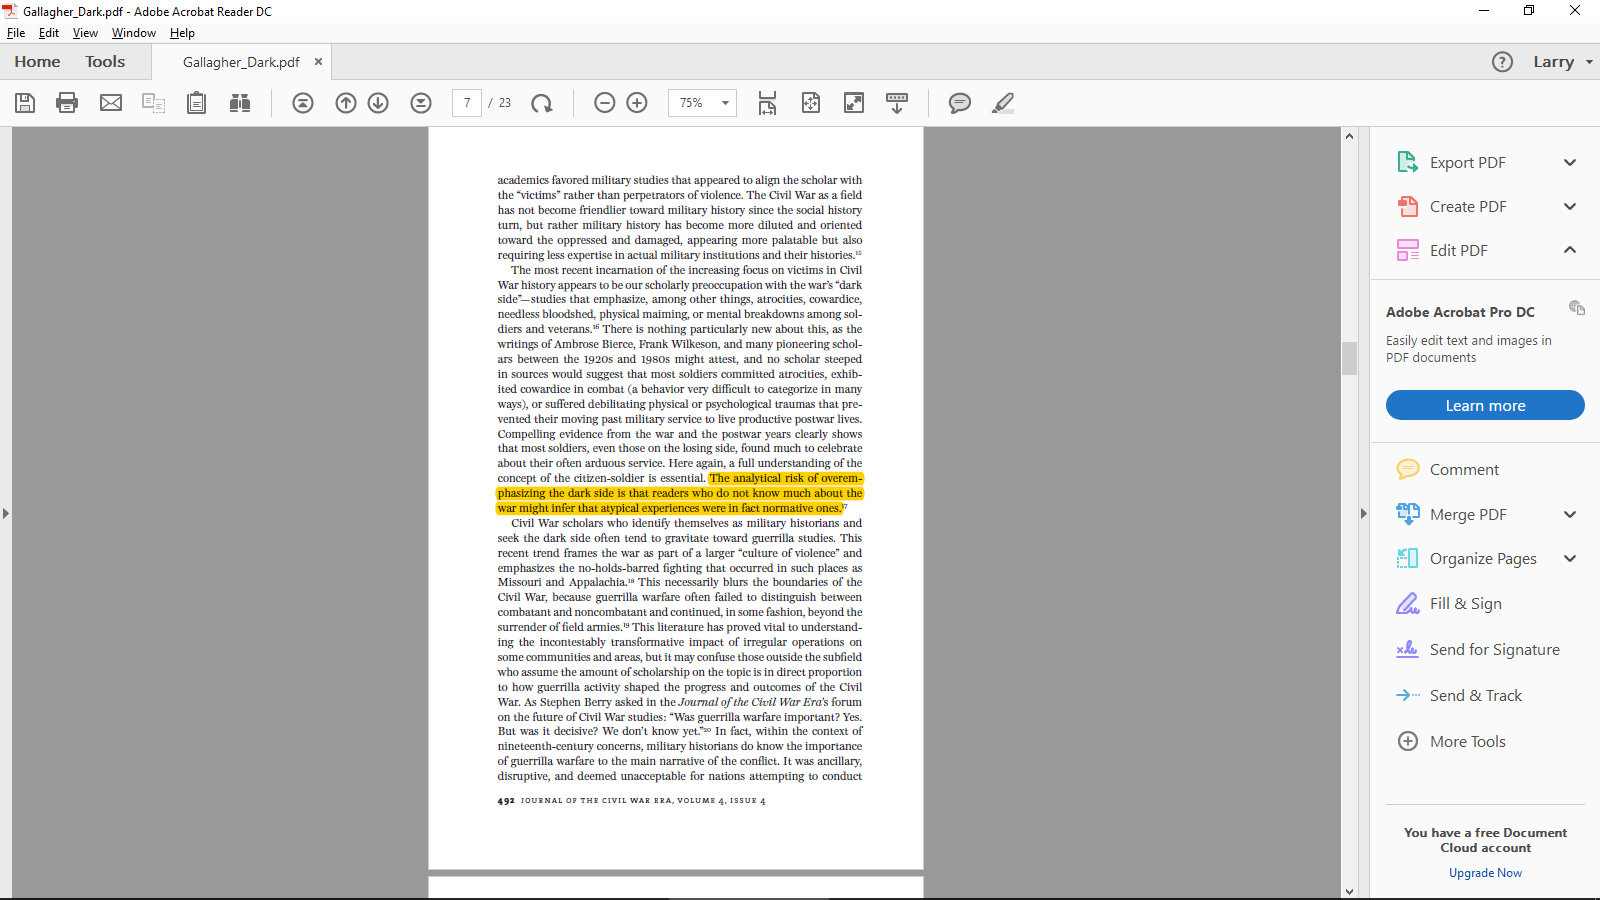 Gallagher_Dark.pdf - Adobe Acrobat Reader DC
File Edit View Window Help
Home Tools Gallagher_Dark.pdf × ? Larry
7 / 23 75%
academics favored military studies that appeared to align the scholar with
the “victims” rather than perpetrators of violence. The Civil War as a field
has not become friendlier toward military history since the social history
turn, but rather military history has become more diluted and oriented
toward the oppressed and damaged, appearing more palatable but also
requiring less expertise in actual military institutions and their histories.15
The most recent incarnation of the increasing focus on victims in Civil
War history appears to be our scholarly preoccupation with the war’s “dark
side”—studies that emphasize, among other things, atrocities, cowardice,
needless bloodshed, physical maiming, or mental breakdowns among sol-
diers and veterans.16 There is nothing particularly new about this, as the
writings of Ambrose Bierce, Frank Wilkeson, and many pioneering schol-
ars between the 1920s and 1980s might attest, and no scholar steeped
in sources would suggest that most soldiers committed atrocities, exhib-
ited cowardice in combat (a behavior very difficult to categorize in many
ways), or suffered debilitating physical or psychological traumas that pre-
vented their moving past military service to live productive postwar lives.
Compelling evidence from the war and the postwar years clearly shows
that most soldiers, even those on the losing side, found much to celebrate
about their often arduous service. Here again, a full understanding of the
concept of the citizen-soldier is essential. The analytical risk of overem-
phasizing the dark side is that readers who do not know much about the
war might infer that atypical experiences were in fact normative ones.17
Civil War scholars who identify themselves as military historians and
seek the dark side often tend to gravitate toward guerrilla studies. This
recent trend frames the war as part of a larger “culture of violence” and
emphasizes the no-holds-barred fighting that occurred in such places as
Missouri and Appalachia.18 This necessarily blurs the boundaries of the
Civil War, because guerrilla warfare often failed to distinguish between
combatant and noncombatant and continued, in some fashion, beyond the
surrender of field armies.19 This literature has proved vital to understand-
ing the incontestably transformative impact of irregular operations on
some communities and areas, but it may confuse those outside the subfield
who assume the amount of scholarship on the topic is in direct proportion
to how guerrilla activity shaped the progress and outcomes of the Civil
War. As Stephen Berry asked in the Journal of the Civil War Era’s forum
on the future of Civil War studies: “Was guerrilla warfare important? Yes.
But was it decisive? We don’t know yet.”20 In fact, within the context of
nineteenth-century concerns, military historians do know the importance
of guerrilla warfare to the main narrative of the conflict. It was ancillary,
disruptive, and deemed unacceptable for nations attempting to conduct
492 JOURNAL OF THE CIVIL WAR ERA, VOLUME 4, ISSUE 4
Export PDF
Create PDF
Edit PDF
Adobe Acrobat Pro DC
Easily edit text and images in
PDF documents
Learn more
Comment
Merge PDF
Organize Pages
Fill & Sign
Send for Signature
Send & Track
More Tools
You have a free Document
Cloud account
Upgrade Now